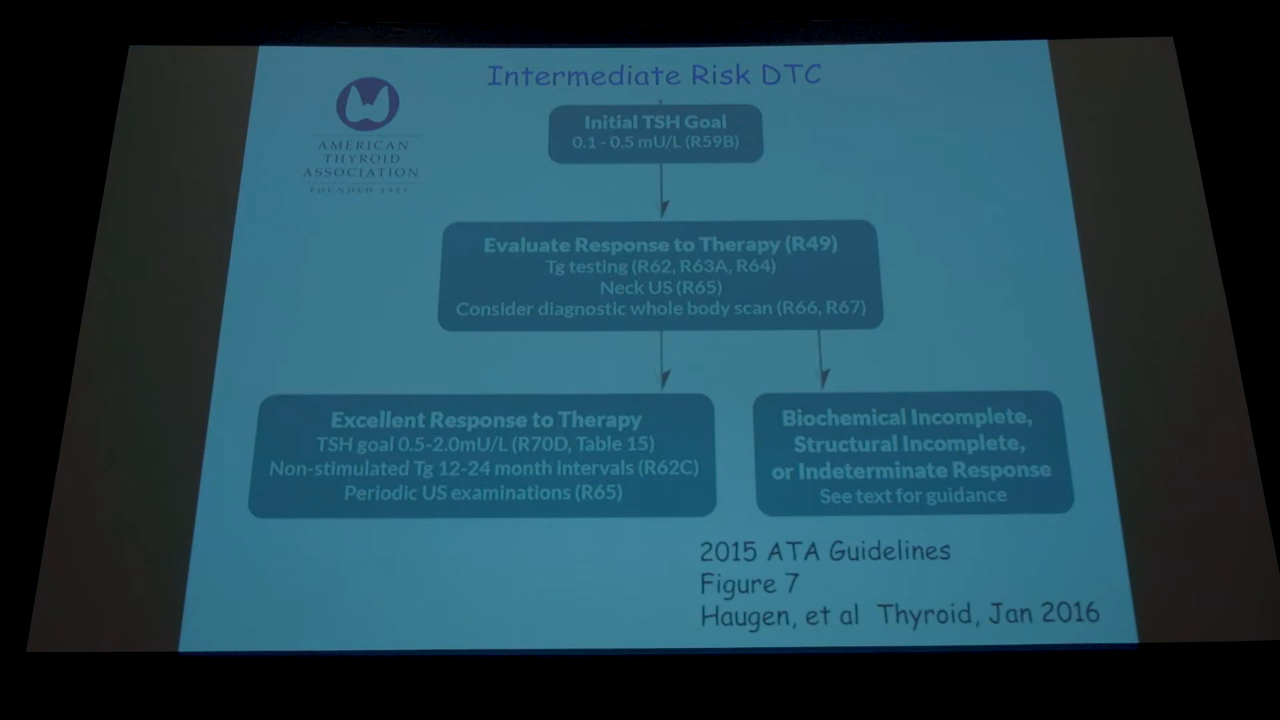 Intermediate Risk DTC
AMERICAN
THYROID
ASSOCIATION
FOUNDED 1923
Initial TSH Goal
0.1 - 0.5 mU/L (R59B)
Evaluate Response to Therapy (R49)
Tg testing (R62, R63A, R64)
Neck US (R65)
Consider diagnostic whole body scan (R66, R67)
Excellent Response to Therapy
TSH goal 0.5-2.0mU/L (R70D, Table 15)
Non-stimulated Tg 12-24 month intervals (R62C)
Periodic US examinations (R65)
Biochemical Incomplete,
Structural Incomplete,
or Indeterminate Response
See text for guidance
2015 ATA Guidelines
Figure 7
Haugen, et al Thyroid, Jan 2016